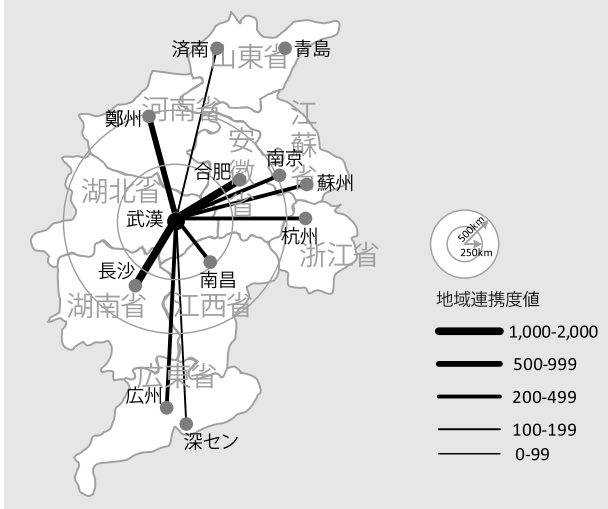 済南
青島
山東省
鄭州
河南省
江蘇省
安徽省
合肥
南京
蘇州
湖北省
武漢
杭州
浙江省
長沙
南昌
湖南省
江西省
広東省
広州
深セン
500km
250km
地域連携度値
1,000-2,000
500-999
200-499
100-199
0-99